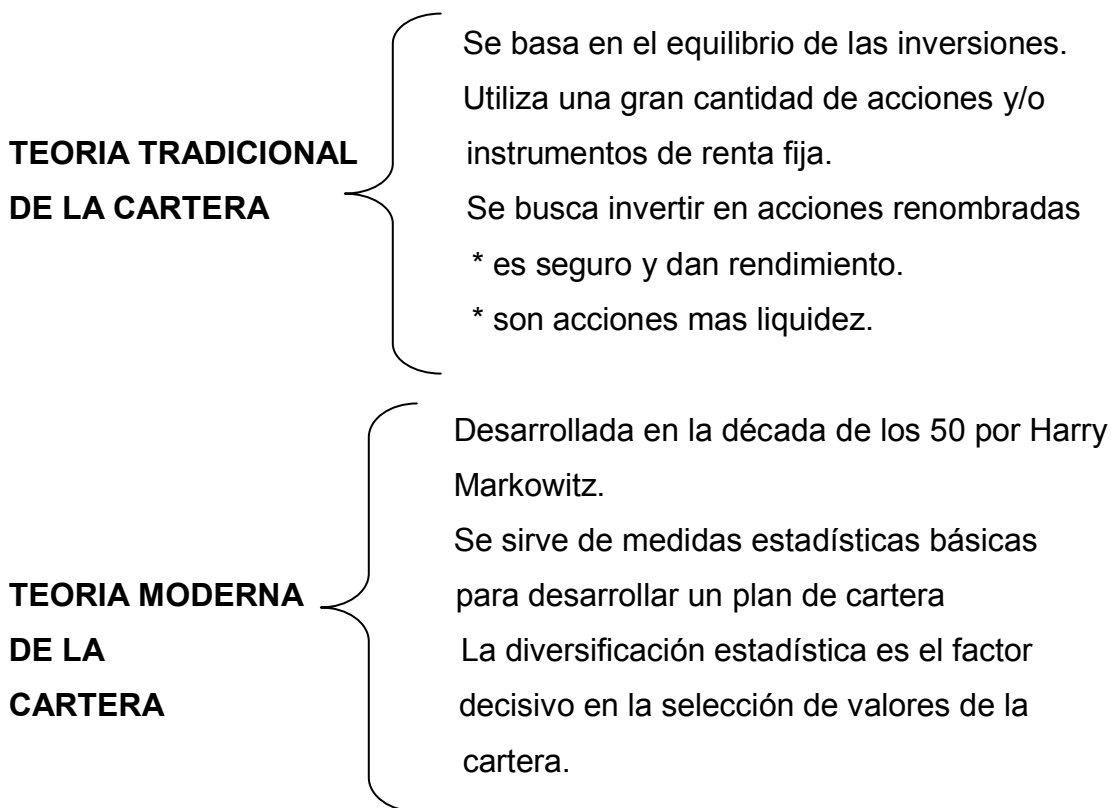 Se basa en el equilibrio de las inversiones.
Utiliza una gran cantidad de acciones y/o
TEORIA TRADICIONAL instrumentos de renta fija.
DE LA CARTERA Se busca invertir en acciones renombradas
* es seguro y dan rendimiento.
* son acciones mas liquidez.
Desarrollada en la década de los 50 por Harry
Markowitz.
Se sirve de medidas estadísticas básicas
TEORIA MODERNA para desarrollar un plan de cartera
DE LA La diversificación estadística es el factor
CARTERA decisivo en la selección de valores de la
cartera.